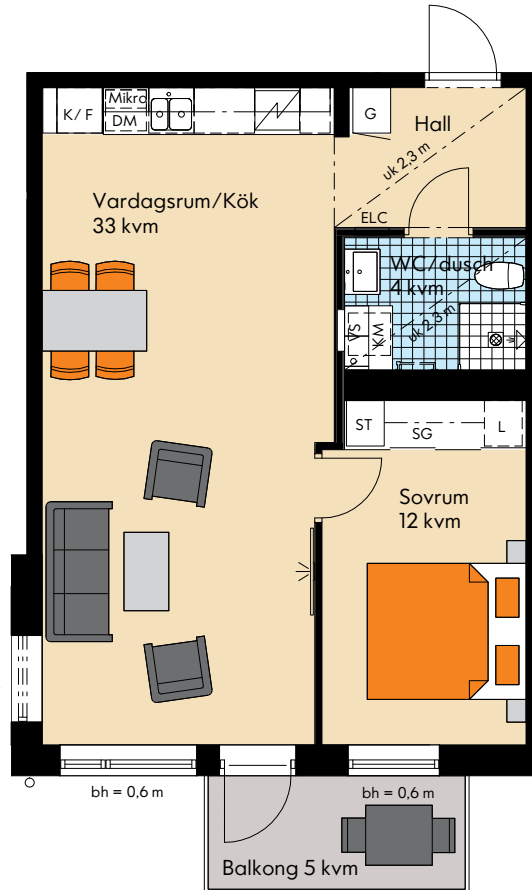 Mikro
K/F
DM
G
Hall
uk 2,3 m
Vardagsrum/Kök
33 kvm
ELC
WC/dusch
4 kvm
uk 2,3 m
VS
KM
ST
SG
L
Sovrum
12 kvm
bh = 0,6 m
bh = 0,6 m
Balkong 5 kvm